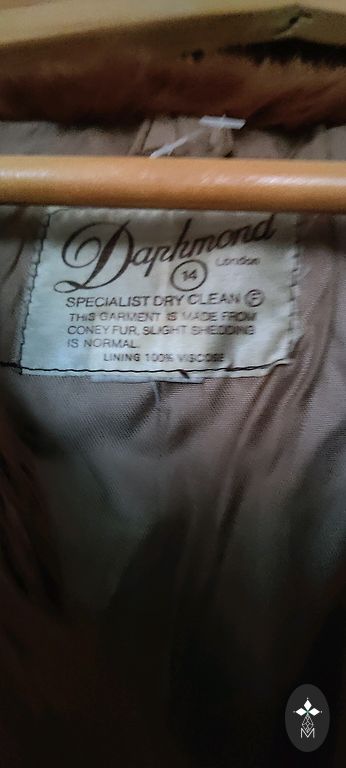 Daphmond
14
London
SPECIALIST DRY CLEAN F
THIS GARMENT IS MADE FROM
CONEY FUR. SLIGHT SHEDDING
IS NORMAL.
LINING 100% VISCOSE
M